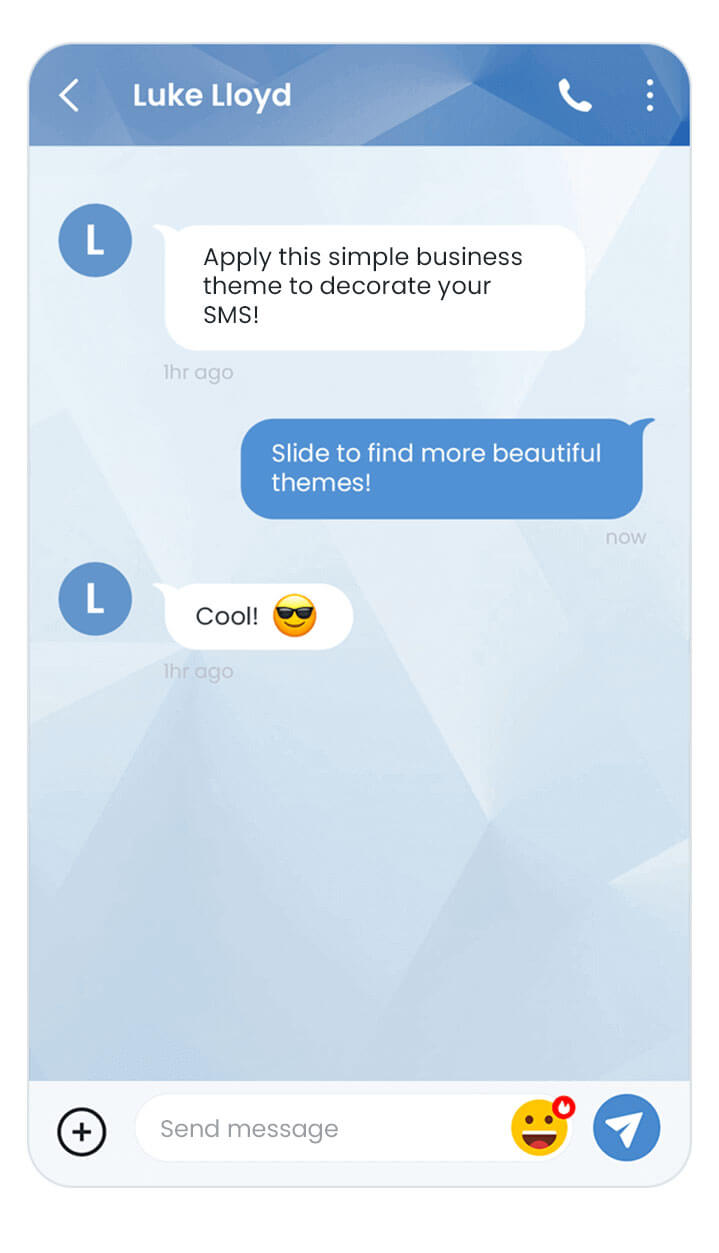 Luke Lloyd
L
Apply this simple business
theme to decorate your
SMS!
1hr ago
Slide to find more beautiful
themes!
now
L
Cool! 😎
1hr ago
Send message